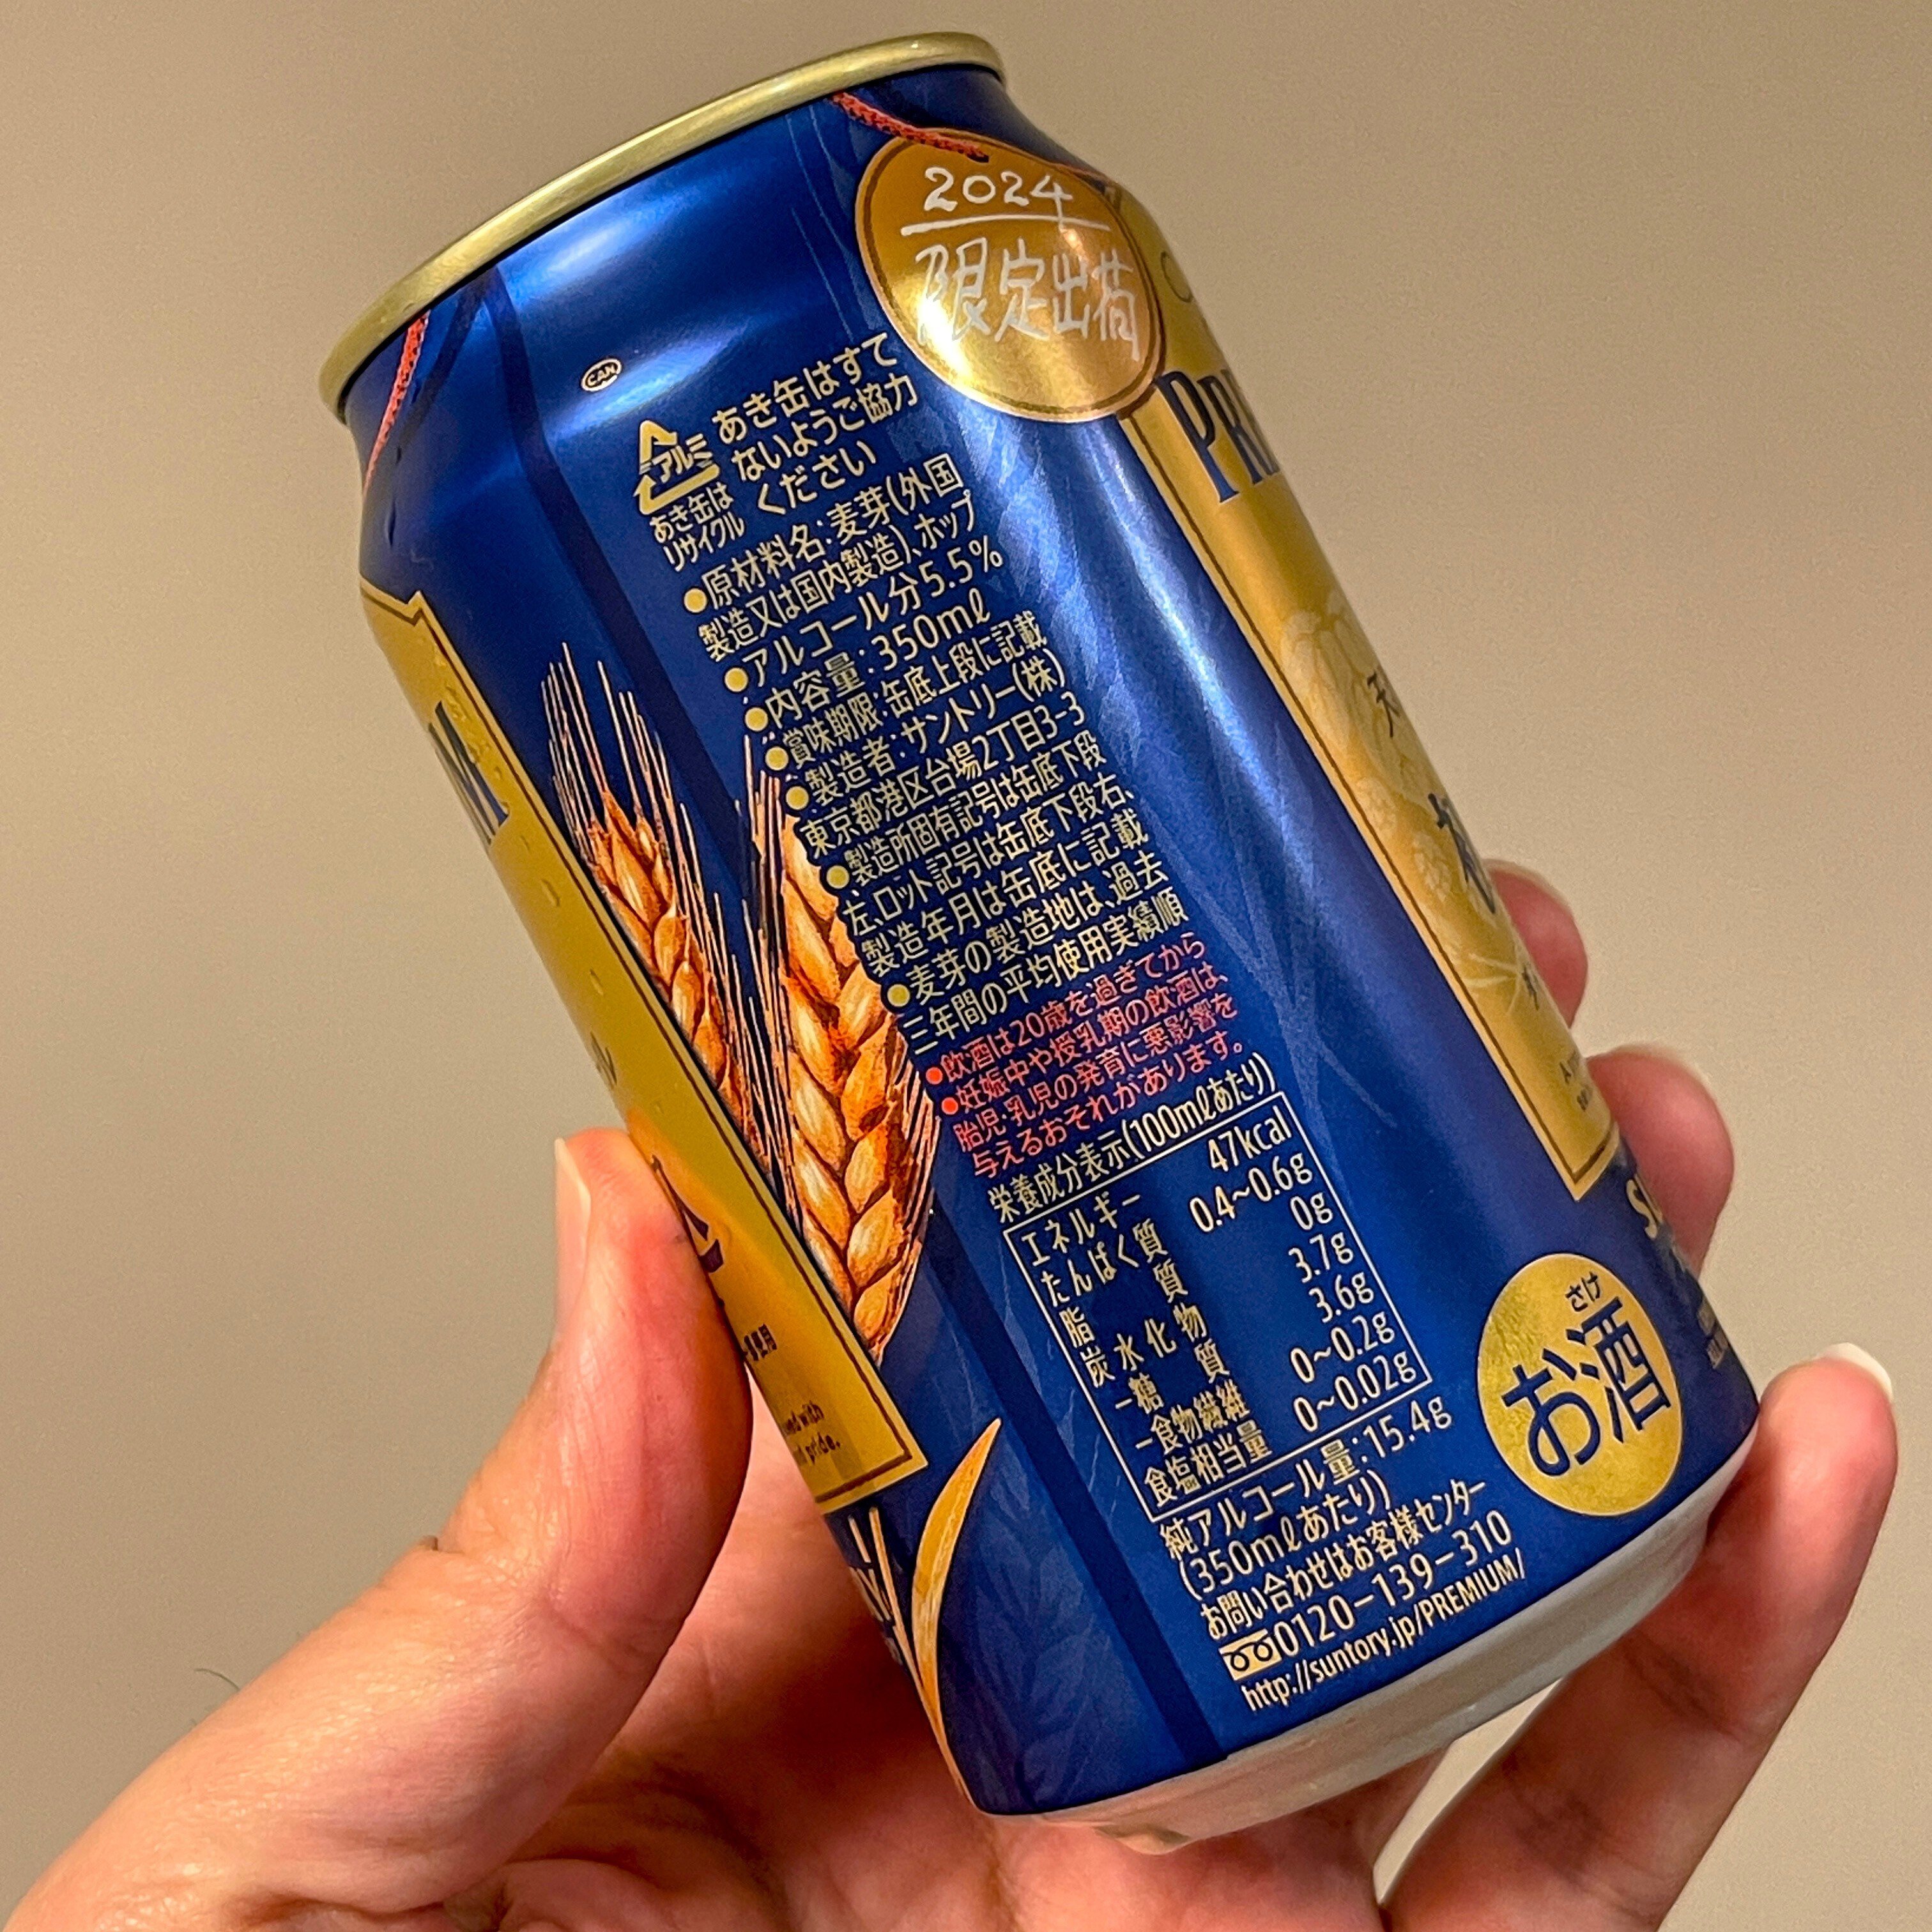 2024
限定出荷
CAN
あき缶はすて
ないようご協力
ください
アルミ
あき缶は
リサイクル
●原材料名:麦芽(外国
製造又は国内製造)、ホップ
●アルコール分5.5%
●内容量:350mℓ
●賞味期限:缶底上段に記載
●製造者:サントリー(株)
東京都港区台場2丁目3-3
●製造所固有記号は缶底下段
左、ロット記号は缶底下段右、
製造年月は缶底に記載
●麦芽の製造地は、過去
三年間の平均使用実績順
●飲酒は20歳を過ぎてから
●妊娠中や授乳期の飲酒は、
胎児・乳児の発育に悪影響を
与えるおそれがあります。
栄養成分表示(100mℓあたり)
エネルギー 47kcal
たんぱく質 0.4~0.6g
脂質 0g
炭水化物 3.7g
-糖質 3.6g
-食物繊維 0~0.2g
食塩相当量 0~0.02g
純アルコール量:15.4g
(350mℓあたり)
お問い合わせはお客様センター
0120-139-310
http://suntory.jp/PREMIUM/
さけ
お酒
PR
天
M
with
pride.